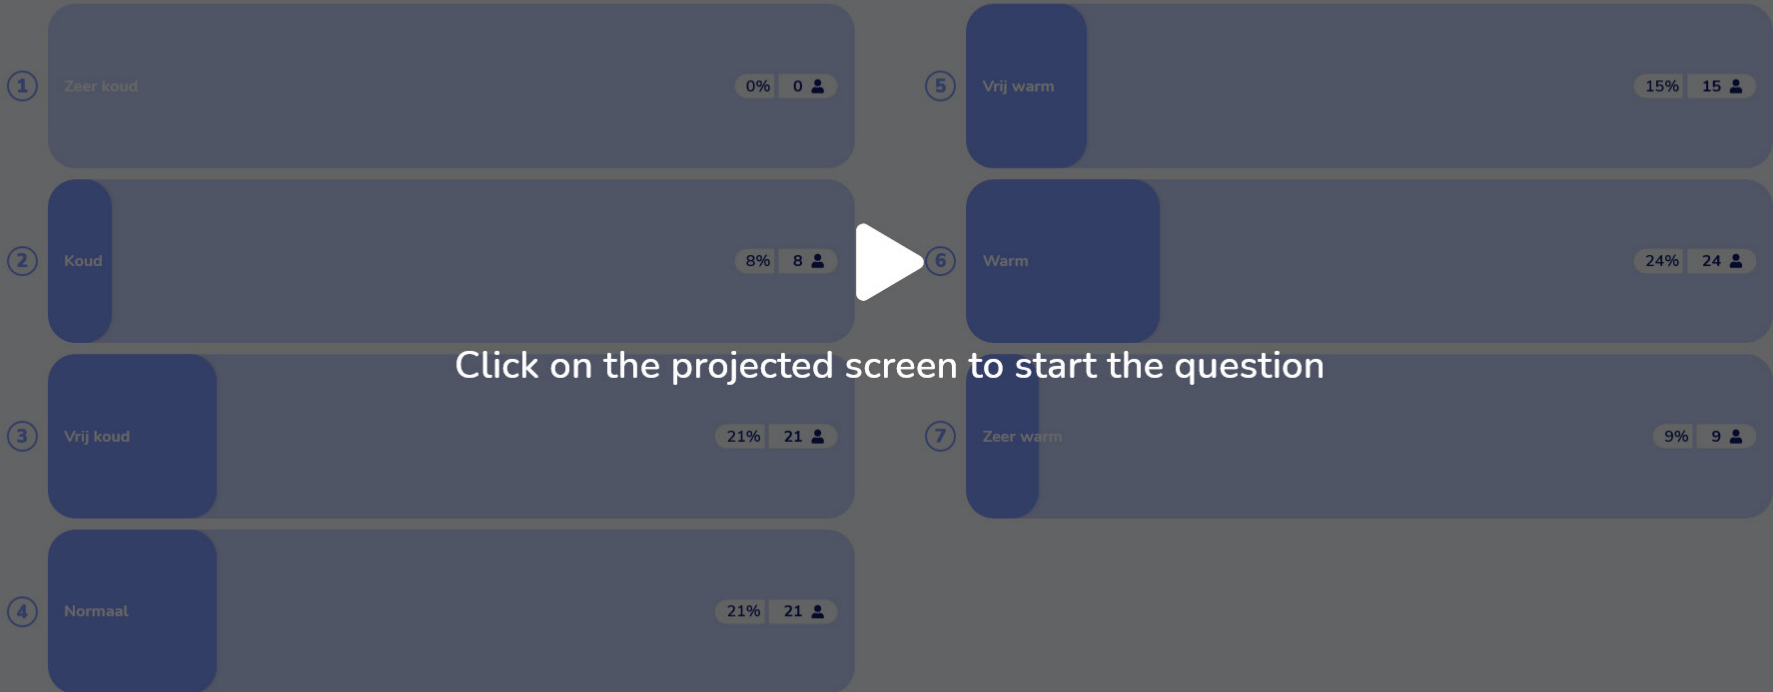 1 Zeer koud 0% 0
2 Koud 8% 8
3 Vrij koud 21% 21
4 Normaal 21% 21
5 Vrij warm 15% 15
6 Warm 24% 24
7 Zeer warm 9% 9
Click on the projected screen to start the question